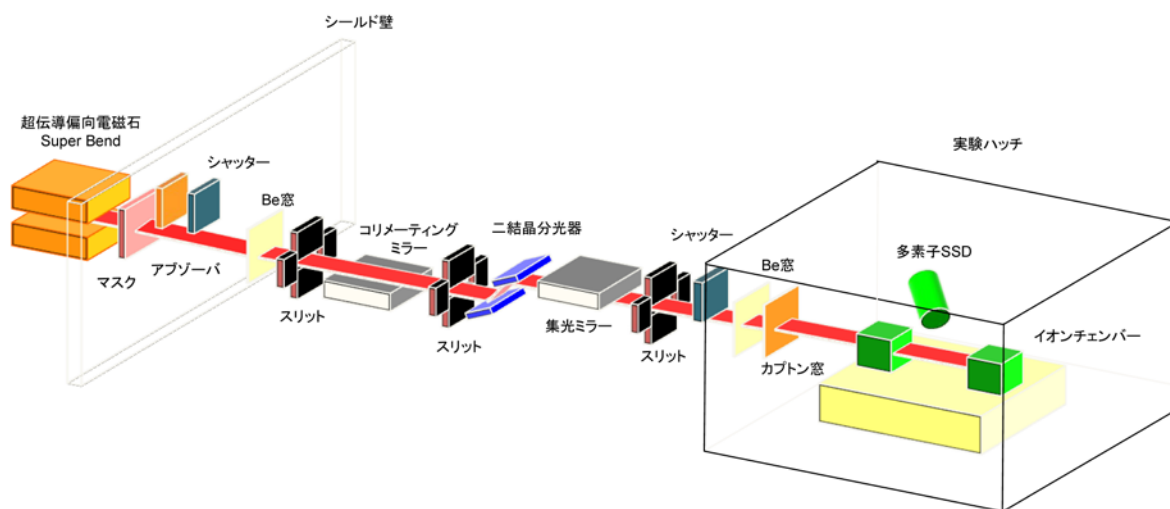 シールド壁
超伝導偏向電磁石
Super Bend
シャッター
Be窓
マスク
アブソーバ
スリット
コリメーティング
ミラー
スリット
二結晶分光器
集光ミラー
スリット
シャッター
実験ハッチ
Be窓
カプトン窓
多素子SSD
イオンチェンバー